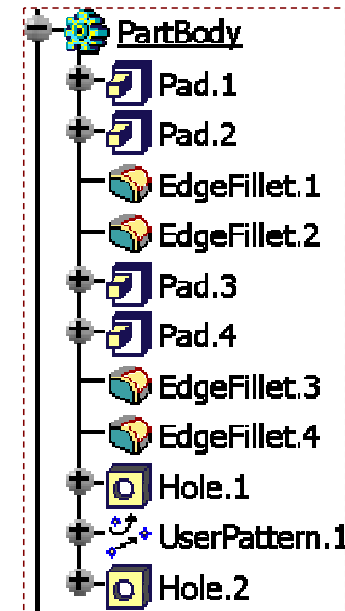 PartBody
Pad.1
Pad.2
EdgeFillet.1
EdgeFillet.2
Pad.3
Pad.4
EdgeFillet.3
EdgeFillet.4
Hole.1
UserPattern.1
Hole.2